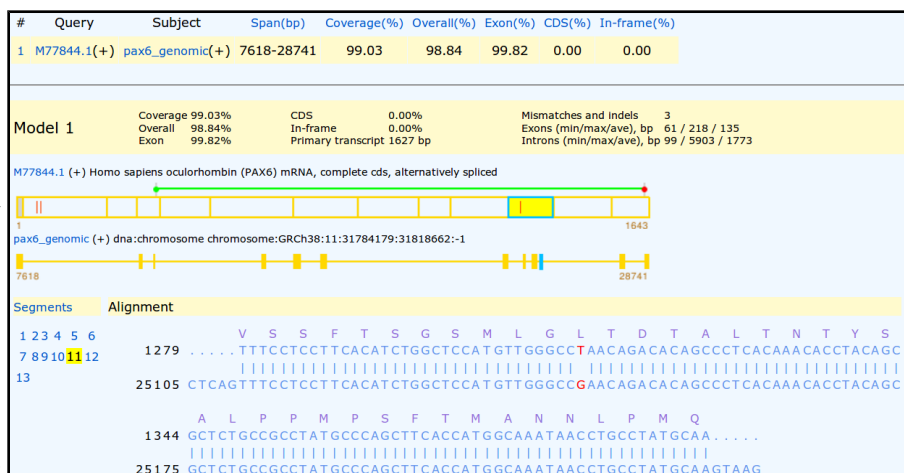 # Query Subject Span(bp) Coverage(%) Overall(%) Exon(%) CDS(%) In-frame(%)
1 M77844.1(+) pax6_genomic(+) 7618-28741 99.03 98.84 99.82 0.00 0.00
Model 1
Coverage 99.03% CDS 0.00% Mismatches and indels 3
Overall 98.84% In-frame 0.00% Exons (min/max/ave), bp 61 / 218 / 135
Exon 99.82% Primary transcript 1627 bp Introns (min/max/ave), bp 99 / 5903 / 1773
M77844.1 (+) Homo sapiens oculorhombin (PAX6) mRNA, complete cds, alternatively spliced
1 1643
pax6_genomic (+) dna:chromosome chromosome:GRCh38:11:31784179:31818662:-1
7618 28741
Segments Alignment
1 2 3 4 5 6
7 8 9 10 11 12
13
V S S F T S G S M L G L T D T A L T N T Y S
1279 .....TTTCCTCCTTCACATCTGGCTCCATGTTGGGCCTAACAGACACAGCCCTCACAAACACCTACAGC
25105 CTCAGTTTCCTCCTTCACATCTGGCTCCATGTTGGGCCGAACAGACACAGCCCTCACAAACACCTACAGC
A L P P M P S F T M A N N L P M Q
1344 GCTCTGCCGCCTATGCCCAGCTTCACCATGGCAAATAACCTGCCTATGCAA.....
25175 GCTCTGCCGCCTATGCCCAGCTTCACCATGGCAAATAACCTGCCTATGCAAGTAAG